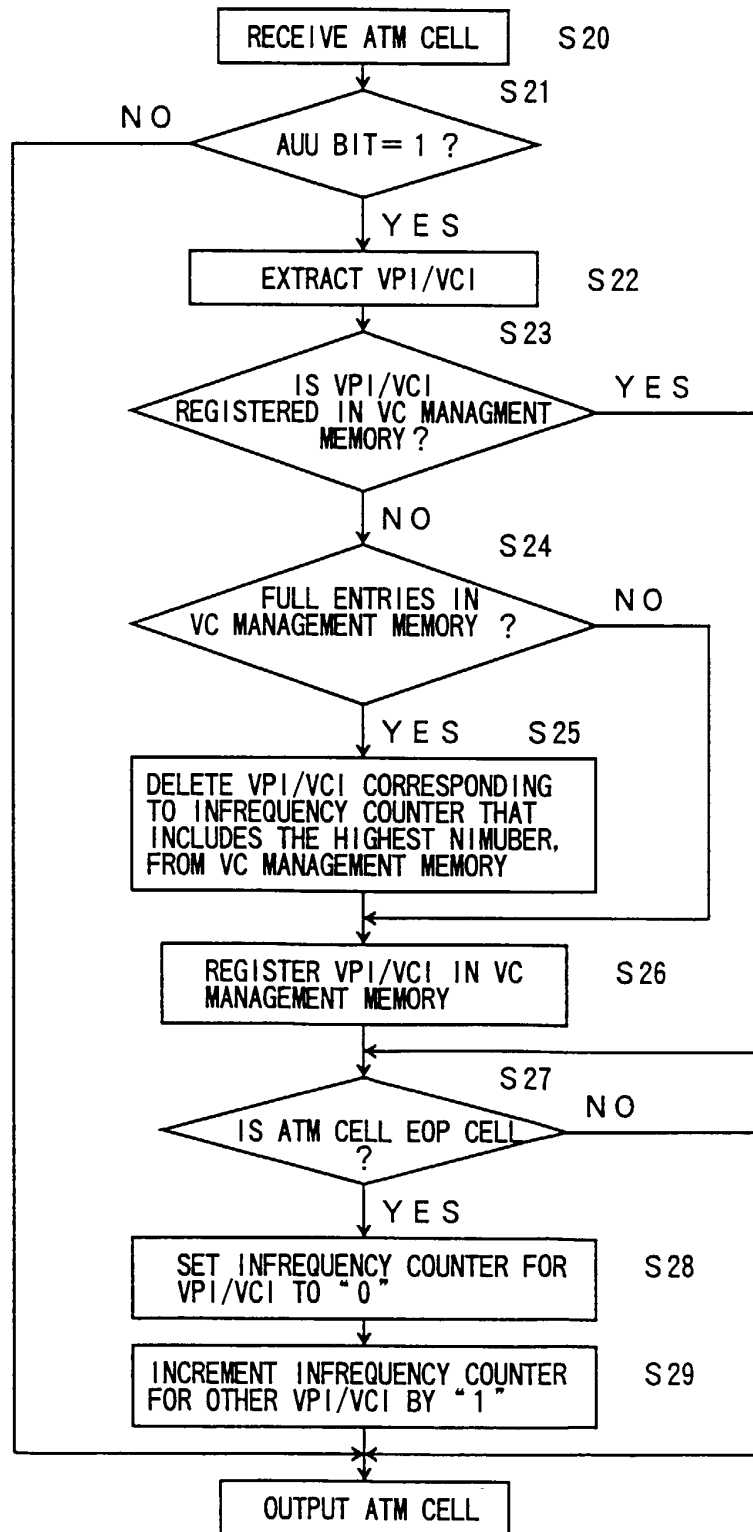 RECEIVE ATM CELL
S20
S21
NO
AUU BIT=1?
YES
EXTRACT VPI/VCI
S22
S23
IS VPI/VCI
REGISTERED IN VC MANAGMENT
MEMORY?
YES
NO
S24
FULL ENTRIES IN
VC MANAGEMENT MEMORY ?
NO
YES
S25
DELETE VPI/VCI CORRESPONDING
TO INFREQUENCY COUNTER THAT
INCLUDES THE HIGHEST NIMUBER,
FROM VC MANAGEMENT MEMORY
REGISTER VPI/VCI IN VC
MANAGEMENT MEMORY
S26
S27
IS ATM CELL EOP CELL
?
NO
YES
SET INFREQUENCY COUNTER FOR
VPI/VCI TO “0”
S28
INCREMENT INFREQUENCY COUNTER
FOR OTHER VPI/VCI BY “1”
S29
OUTPUT ATM CELL